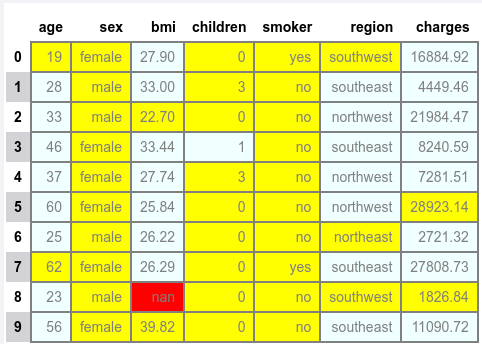 age sex bmi children smoker region charges
0 19 female 27.90 0 yes southwest 16884.92
1 28 male 33.00 3 no southeast 4449.46
2 33 male 22.70 0 no northwest 21984.47
3 46 female 33.44 1 no southeast 8240.59
4 37 female 27.74 3 no northwest 7281.51
5 60 female 25.84 0 no northwest 28923.14
6 25 male 26.22 0 no northeast 2721.32
7 62 female 26.29 0 yes southeast 27808.73
8 23 male nan 0 no southwest 1826.84
9 56 female 39.82 0 no southeast 11090.72